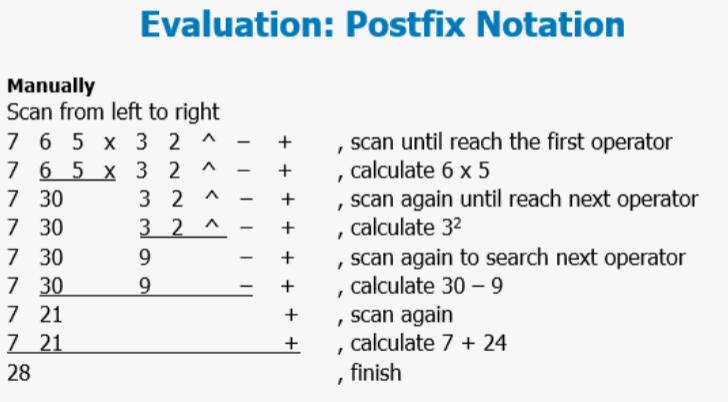 Evaluation: Postfix Notation
Manually
Scan from left to right
7 6 5 x 3 2 ^ – + , scan until reach the first operator
7 6 5 x 3 2 ^ – + , calculate 6 x 5
7 30 3 2 ^ – + , scan again until reach next operator
7 30 3 2 ^ – + , calculate 3²
7 30 9 – + , scan again to search next operator
7 30 9 – + , calculate 30 – 9
7 21 + , scan again
7 21 + , calculate 7 + 24
28 , finish